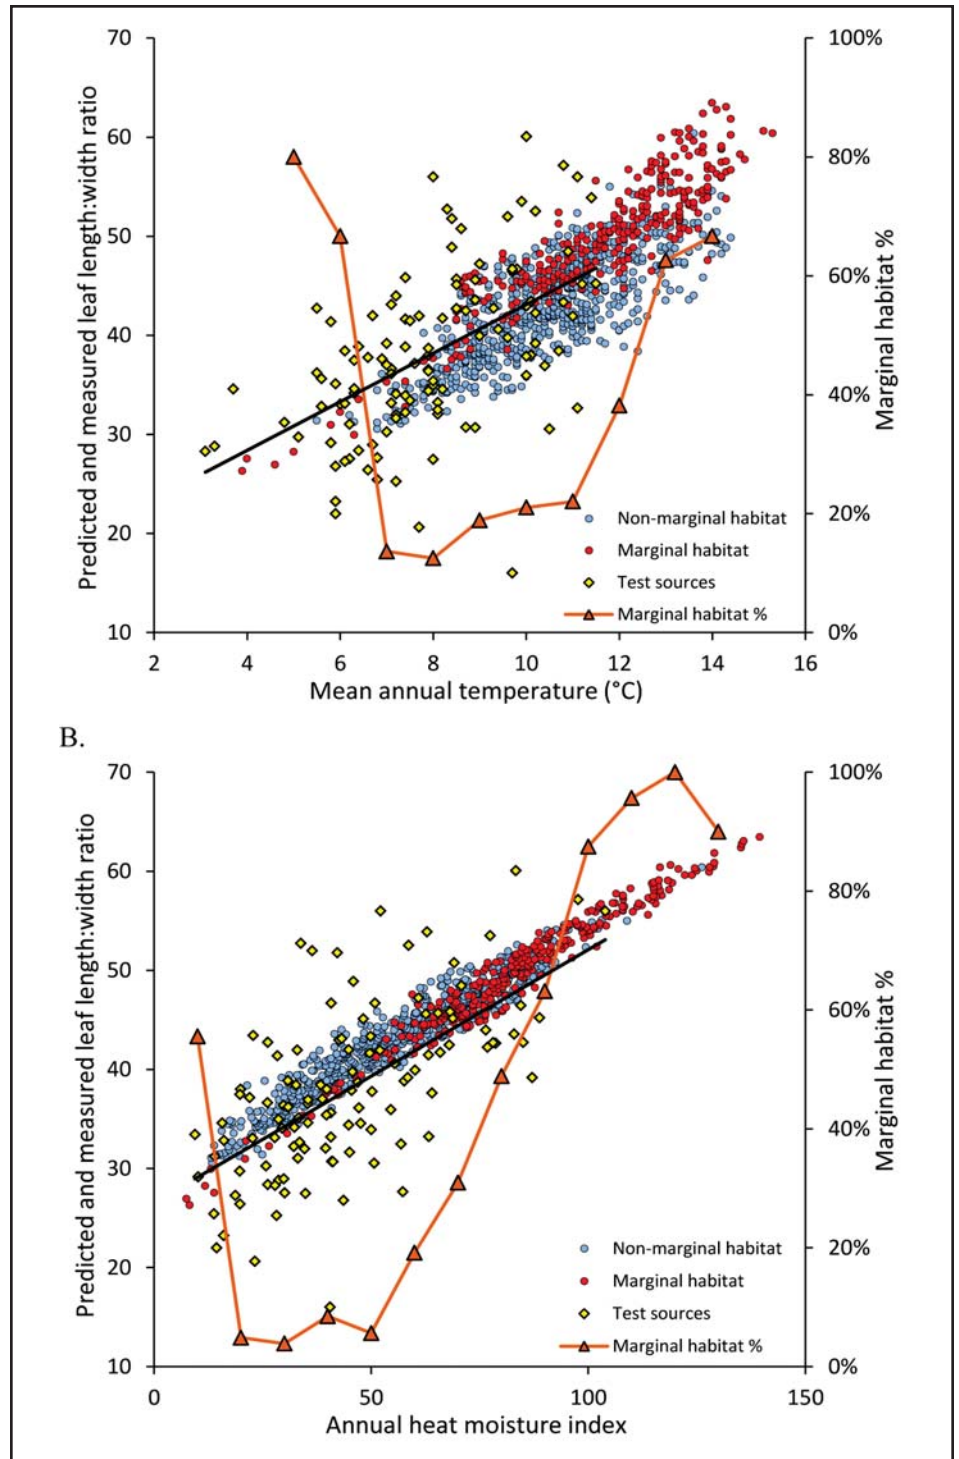 70
60
50
40
30
20
10
Predicted and measured leaf length:width ratio
100%
80%
60%
40%
20%
0%
Marginal habitat %
Non-marginal habitat
Marginal habitat
Test sources
Marginal habitat %
2 4 6 8 10 12 14 16
Mean annual temperature (°C)
B.
70
60
50
40
30
20
10
Predicted and measured leaf length:width ratio
100%
80%
60%
40%
20%
0%
Marginal habitat %
Non-marginal habitat
Marginal habitat
Test sources
Marginal habitat %
0 50 100 150
Annual heat moisture index